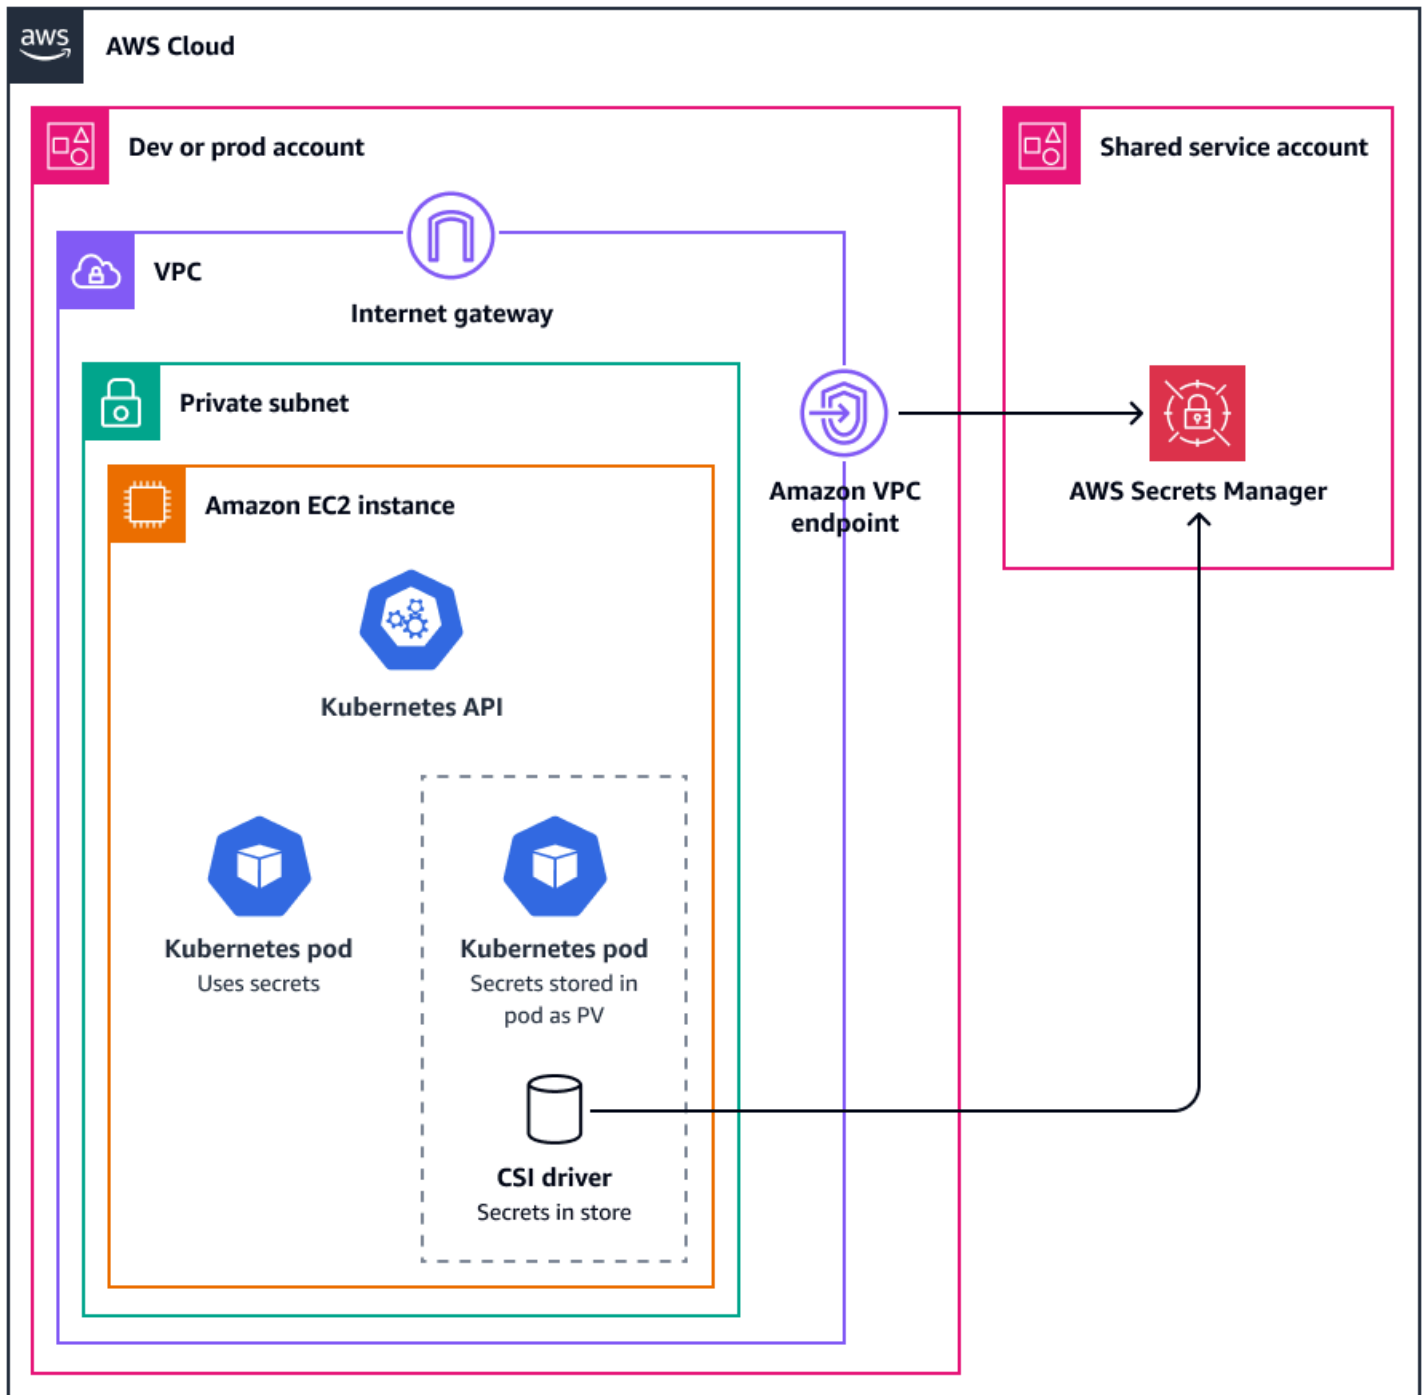 aws
AWS Cloud
Dev or prod account
Shared service account
VPC
Internet gateway
Private subnet
Amazon EC2 instance
Amazon VPC
endpoint
AWS Secrets Manager
Kubernetes API
Kubernetes pod
Uses secrets
Kubernetes pod
Secrets stored in
pod as PV
CSI driver
Secrets in store